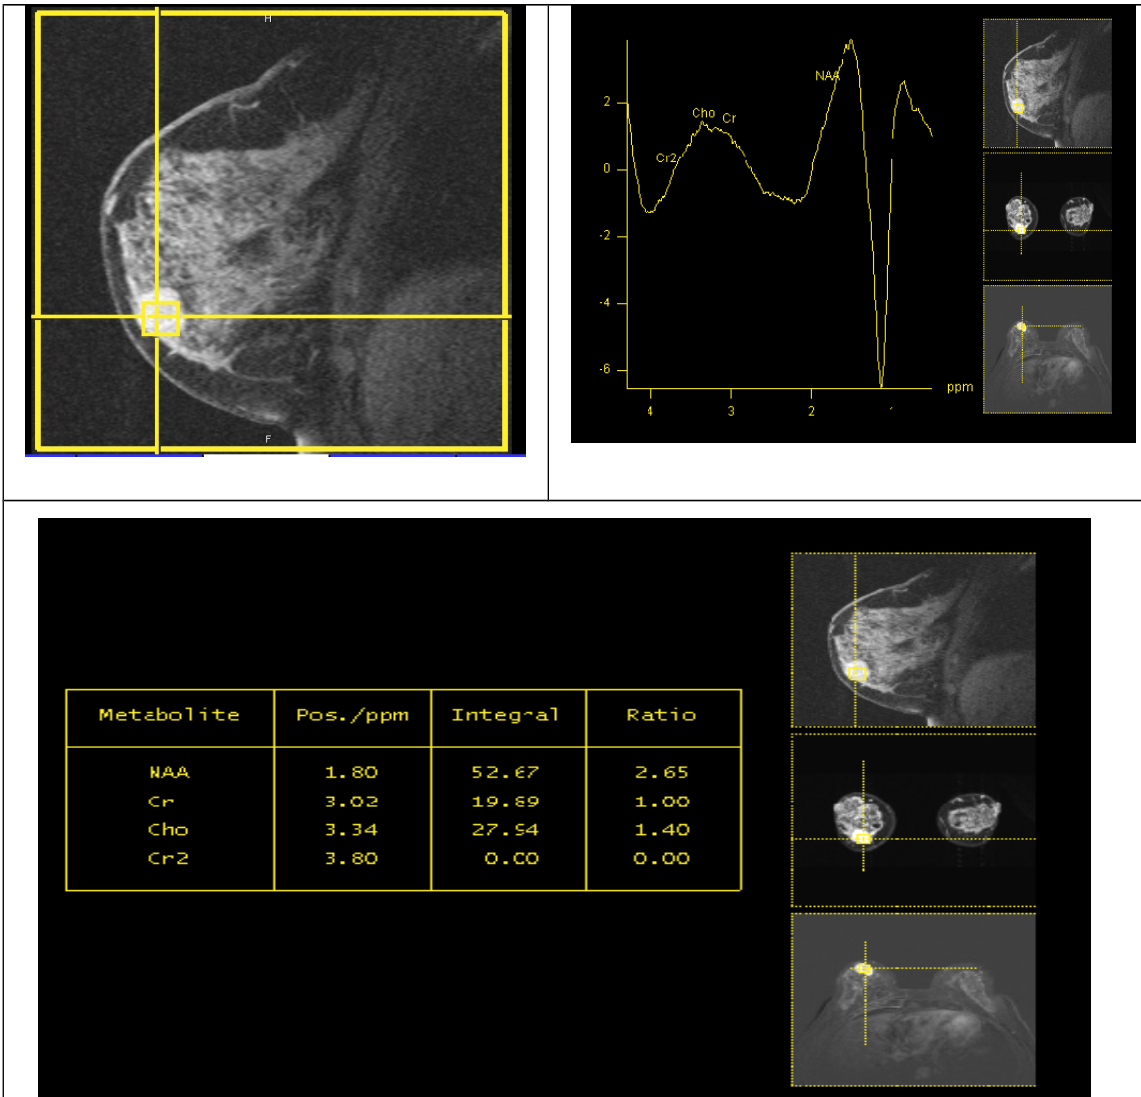 H
F
2
0
-2
-4
-6
Cr2
Cho
Cr
NAA
4
3
2
ppm
Metabolite Pos./ppm Integral Ratio
NAA 1.80 52.67 2.65
Cr 3.02 19.89 1.00
Cho 3.34 27.94 1.40
Cr2 3.80 0.00 0.00